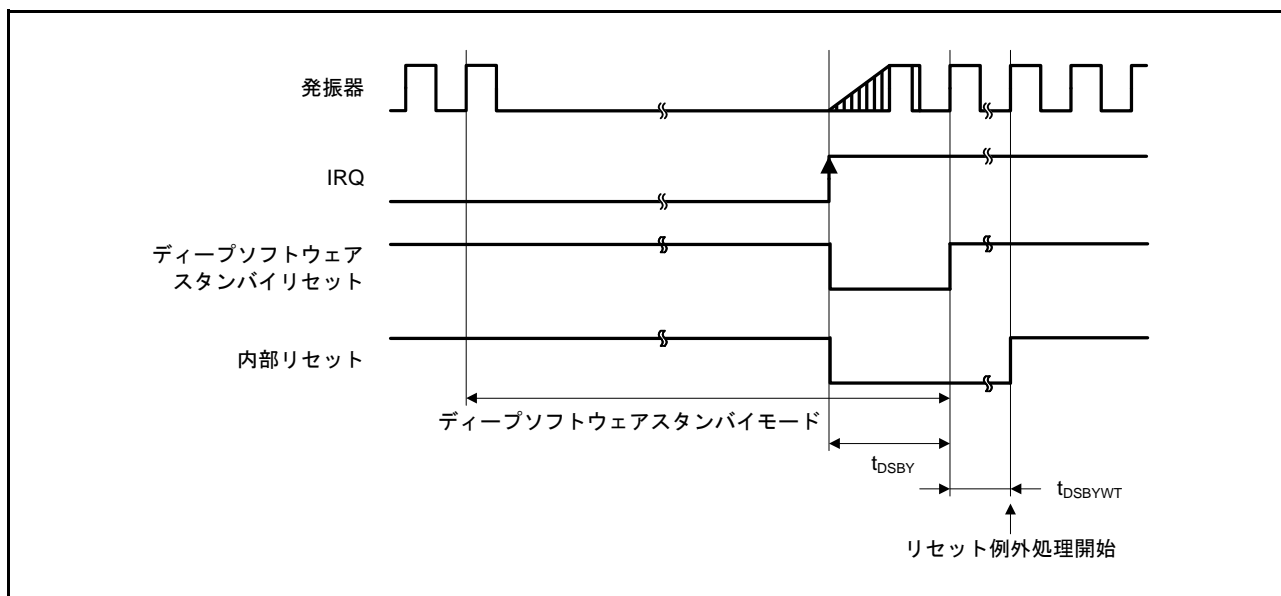 発振器
IRQ
ディープソフトウェア
スタンバイリセット
内部リセット
ディープソフトウェアスタンバイモード
tDSBY
tDSBYWT
リセット例外処理開始